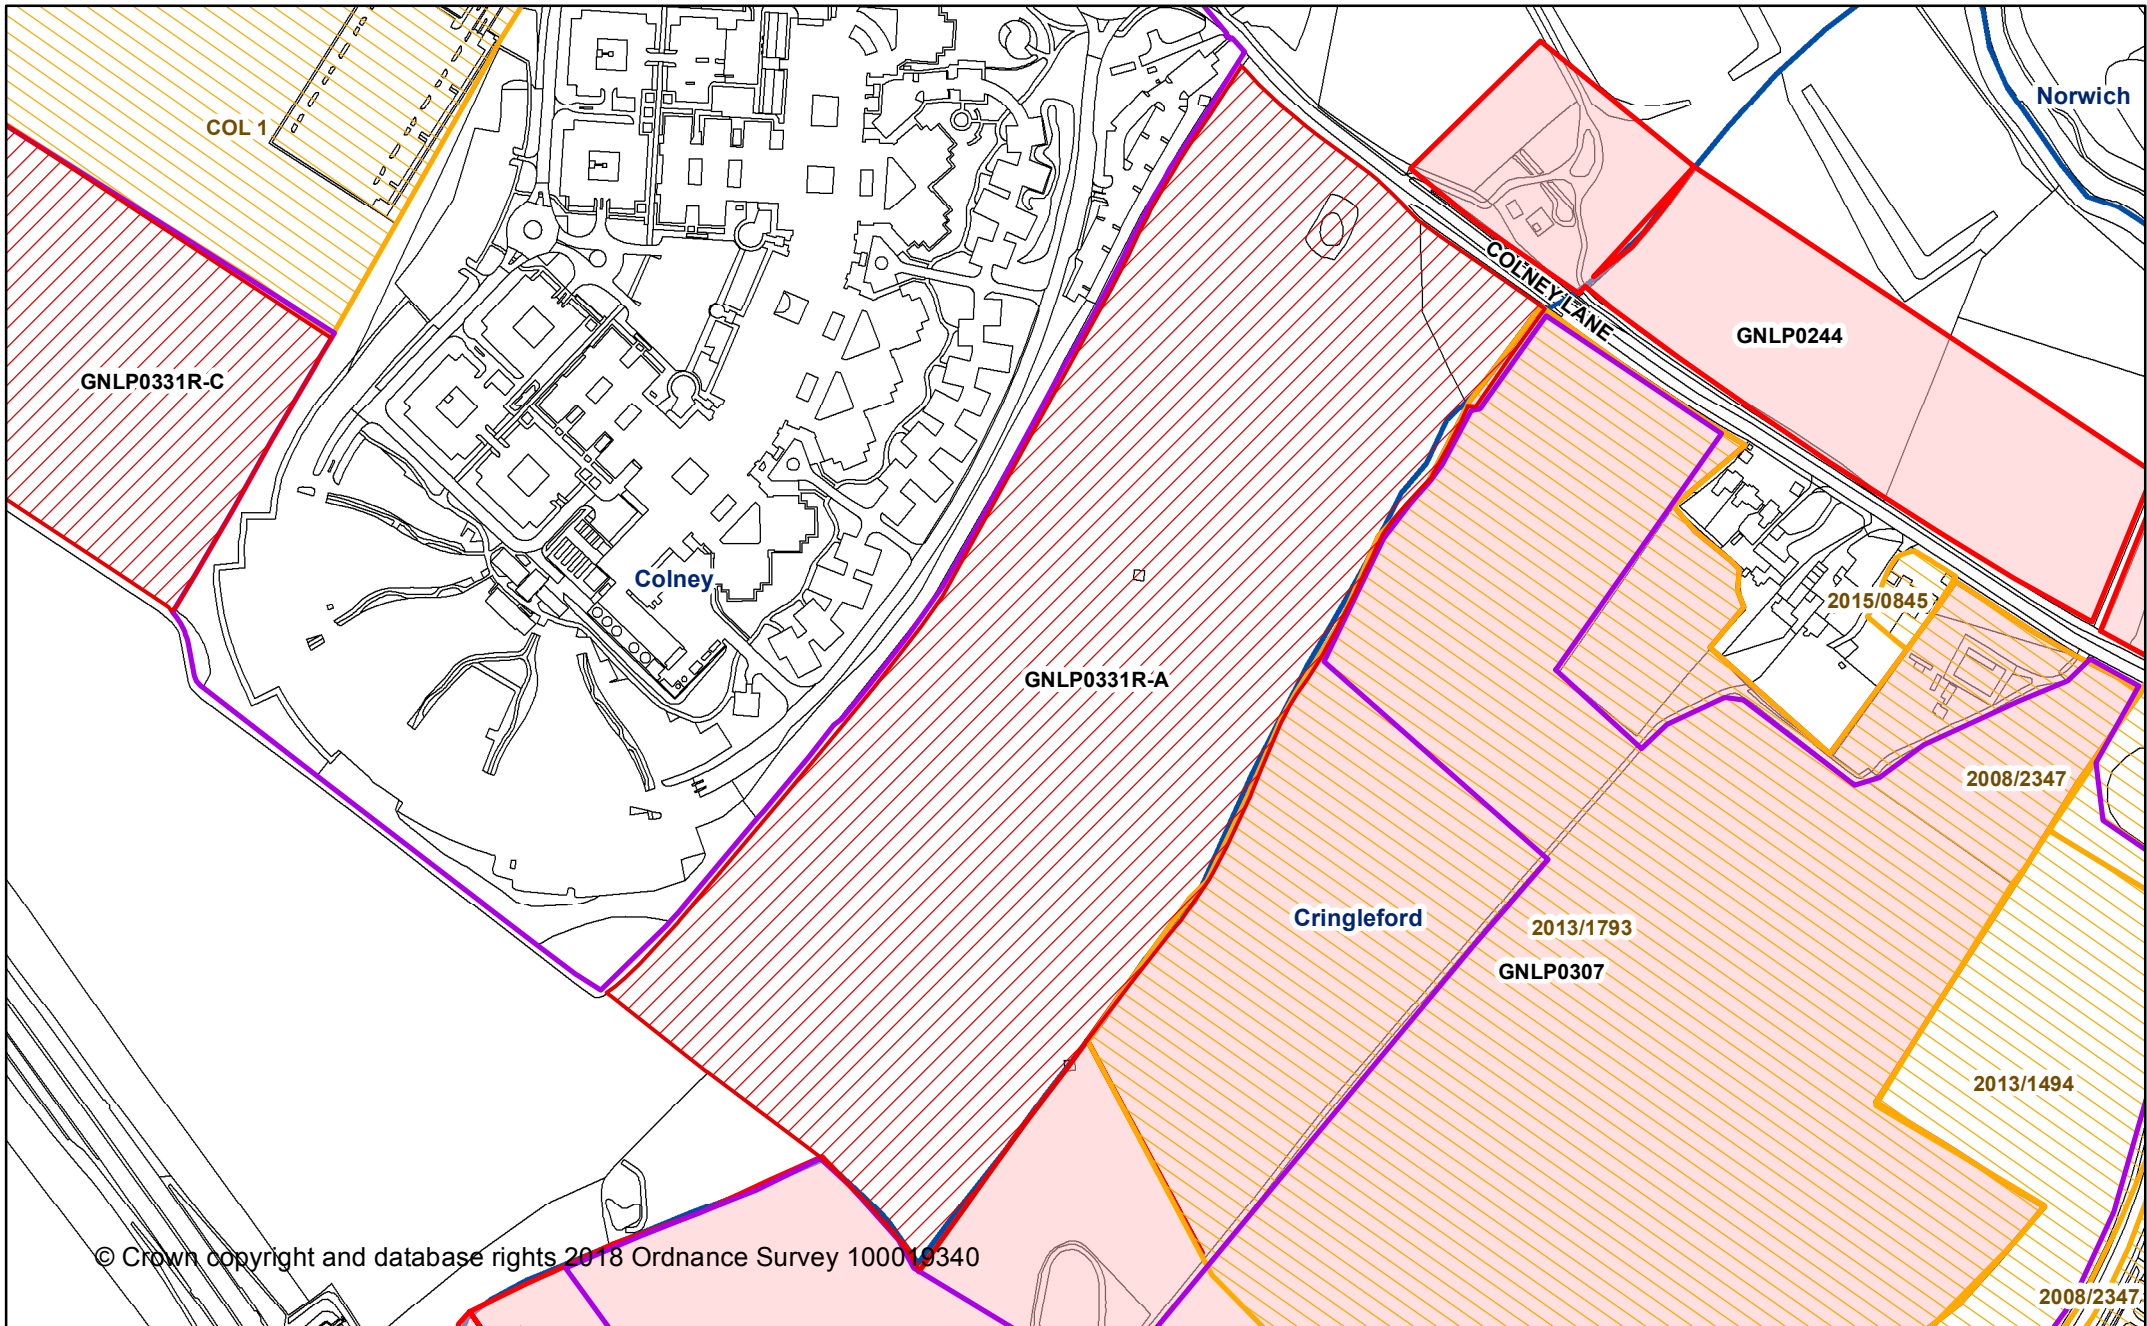 Norwich
COL 1
COLNEY LANE
GNLP0244
GNLP0331R-C
Colney
2015/0845
GNLP0331R-A
2008/2347
Cringleford
2013/1793
GNLP0307
2013/1494
© Crown copyright and database rights 2018 Ordnance Survey 100019340
2008/2347